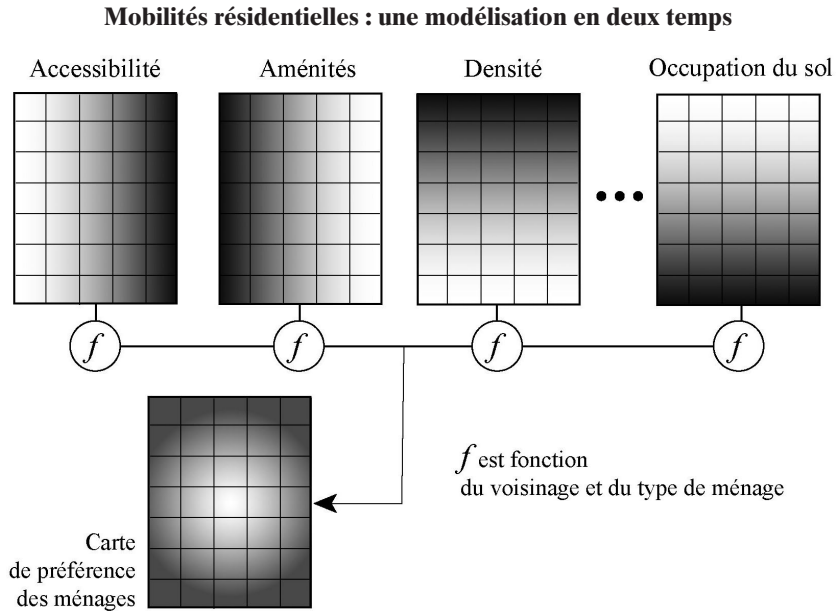 Mobilités résidentielles : une modélisation en deux temps
Accessibilité
Aménités
Densité
Occupation du sol
•••
f
f
f
f
f est fonction
du voisinage et du type de ménage
Carte
de préférence
des ménages